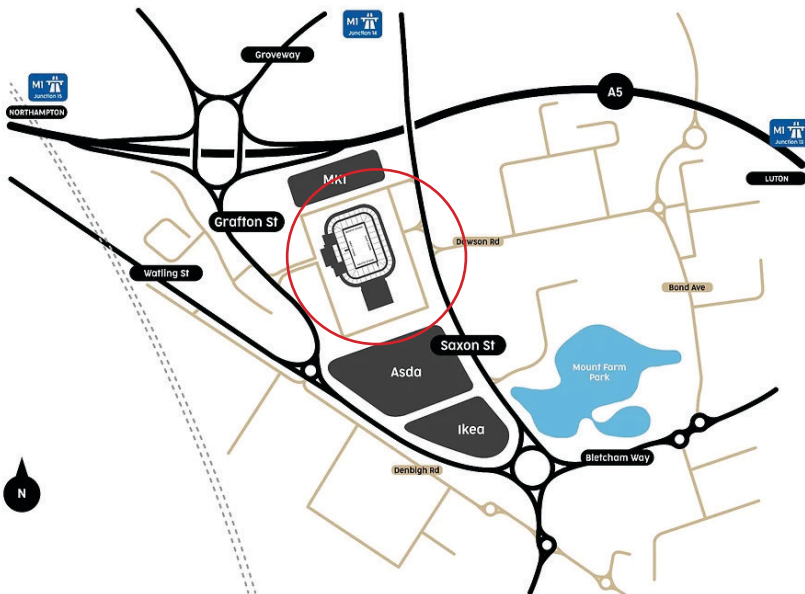 M1
Junction 14
Groveway
M1
Junction 15
NORTHAMPTON
A5
M1
Junction 13
LUTON
MK1
Grafton St
Dawson Rd
Watling St
Bond Ave
Saxon St
Mount Farm
Park
Asda
Ikea
Bletcham Way
Denbigh Rd
N